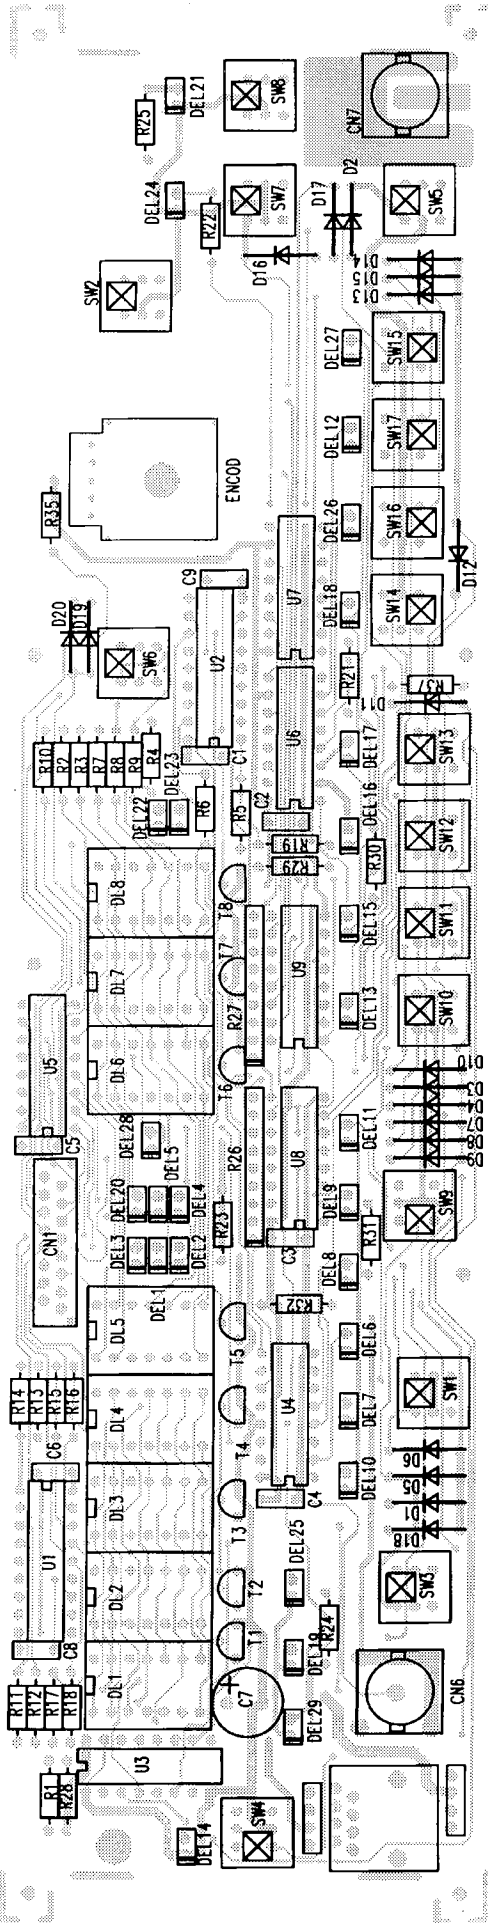 DEL21
SW8
CN7
R25
DEL24
R22
SW7
D17
D2
SW5
SW2
D16
D14
D15
D13
DEL27
SW15
ENCOD
DEL12
SW17
R35
DEL26
SW16
C9
U7
D12
D20
D19
SW6
U2
DEL18
SW14
R21
R37
D11
R10
R2
R3
R7
R8
R9
R4
DEL23
C1
U6
DEL17
SW13
DEL22
R6
R5
C2
DEL16
SW12
R19
R29
R30
DL8
T8
DEL15
SW11
DL7
T7
R27
U9
DEL13
SW10
U5
DL6
T6
D10
D3
D4
D7
D8
D9
C5
DEL28
DEL11
R26
U8
CN1
DEL20
DEL5
DEL4
R23
DEL9
SW9
DEL3
DEL2
C3
R31
DEL8
DEL1
DL5
T5
R32
DEL6
R14
R13
R15
R16
DL4
T4
U4
DEL7
SW1
C6
DL3
T3
C4
DEL10
D6
D5
D1
D18
U1
DL2
T2
DEL25
SW3
C8
T1
DEL19
R24
R11
R12
R17
R18
DL1
+
C7
DEL29
CN6
U3
R1
R28
DEL14
SW4